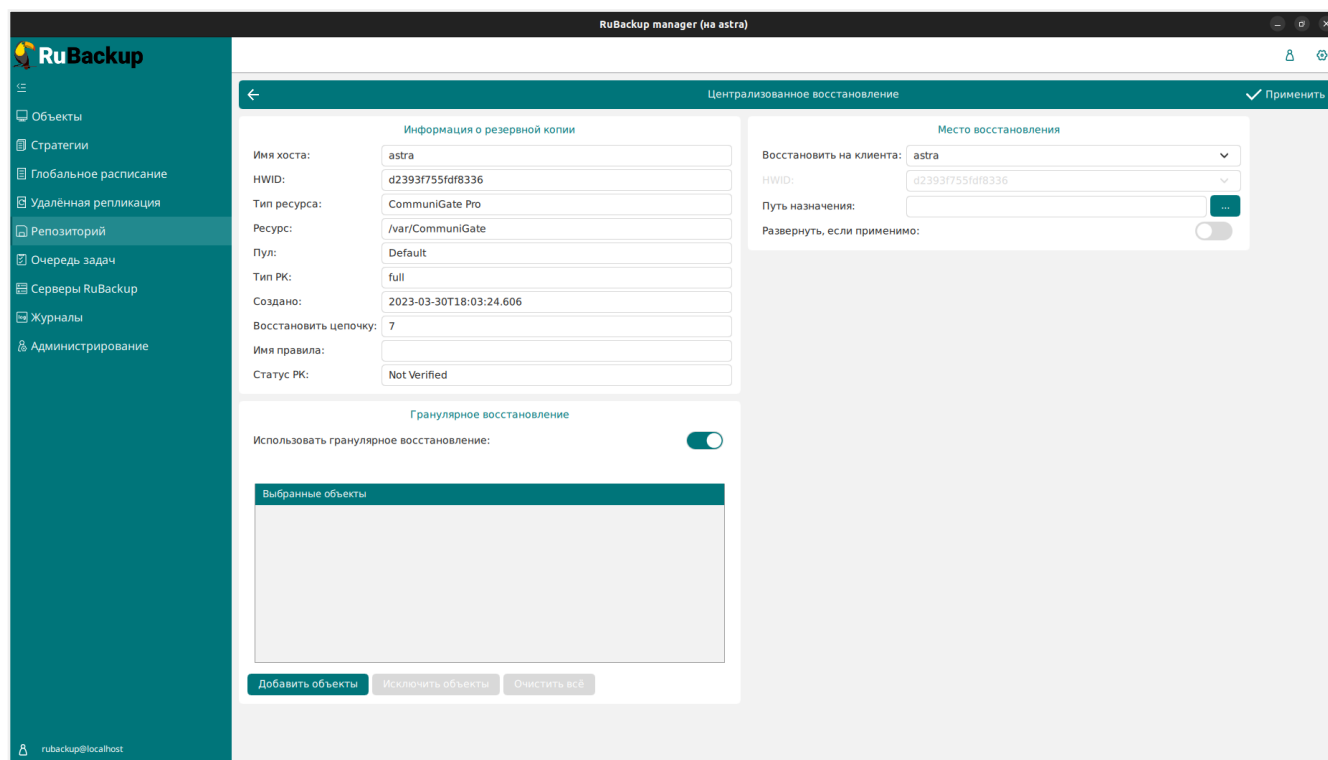 RuBackup manager (на astra)
RuBackup
Объекты
Стратегии
Глобальное расписание
Удалённая репликация
Репозиторий
Очередь задач
Серверы RuBackup
Журналы
Администрирование
rubackup@localhost
Централизованное восстановление
Применить
Информация о резервной копии
Имя хоста: astra
HWID: d2393f755fdf8336
Тип ресурса: CommuniGate Pro
Ресурс: /var/CommuniGate
Пул: Default
Тип РК: full
Создано: 2023-03-30T18:03:24.606
Восстановить цепочку: 7
Имя правила:
Статус РК: Not Verified
Гранулярное восстановление
Использовать гранулярное восстановление:
Выбранные объекты
Добавить объекты Исключить объекты Очистить всё
Место восстановления
Восстановить на клиента: astra
HWID: d2393f755fdf8336
Путь назначения: ...
Развернуть, если применимо: